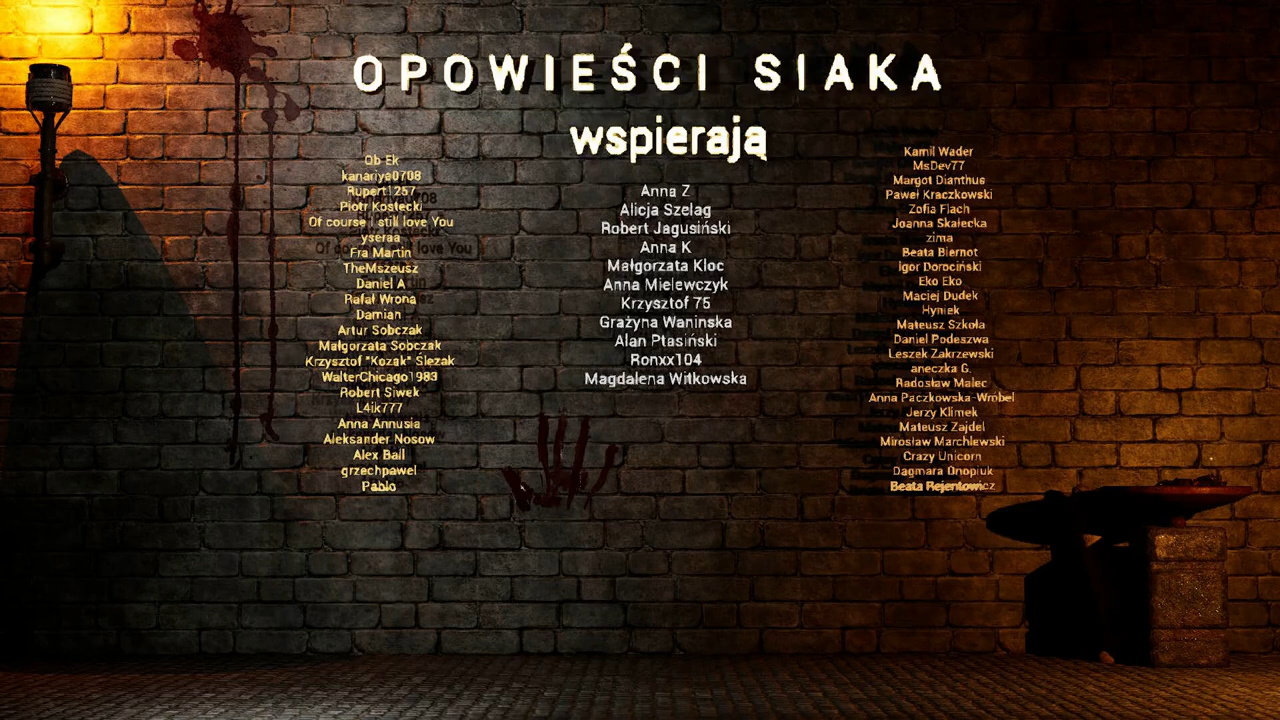 OPOWIEŚCI SIAKA
wspierają
Ob Ek
kanariya0708
Rupert1257
Piotr Kostecki
Of course I still love You
yseraa
Fra Martin
TheMszeusz
Daniel A
Rafał Wrona
Damian
Artur Sobczak
Małgorzata Sobczak
Krzysztof "Kozak" Ślezak
WalterChicago1983
Robert Siwek
L4ik777
Anna Annusia
Aleksander Nosow
Alex Ball
grzechpawel
Pablo
Anna Z
Alicja Szeląg
Robert Jagusiński
Anna K
Małgorzata Kloc
Anna Mielewczyk
Krzysztof 75
Grażyna Waninska
Alan Ptasiński
Ronxx104
Magdalena Witkowska
Kamil Wader
MsDev77
Margot Dianthus
Paweł Kraczkowski
Zofia Flach
Joanna Skałecka
zima
Beata Biernot
Igor Dorociński
Eko Eko
Maciej Dudek
Hyniek
Mateusz Szkoła
Daniel Podeszwa
Leszek Zakrzewski
aneczka G.
Radosław Malec
Anna Paczkowska-Wróbel
Jerzy Klimek
Mateusz Zajdel
Mirosław Marchlewski
Crazy Unicorn
Dagmara Onopiuk
Beata